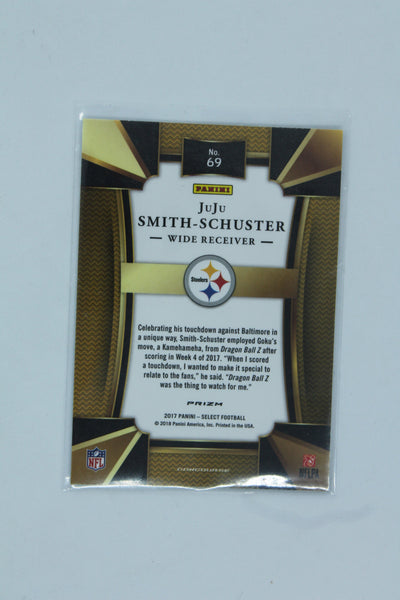 No.
69
PANINI
JuJu
SMITH-SCHUSTER
WIDE RECEIVER
Steelers
Celebrating his touchdown against Baltimore in
a unique way, Smith-Schuster employed Goku's
move, a Kamehameha, from Dragon Ball Z after
scoring in Week 4 of 2017. "When I scored
a touchdown, I wanted to make it special to
relate to the fans," he said. "Dragon Ball Z
was the thing to watch for me."
PRIZM
2017 PANINI – SELECT FOOTBALL
© 2018 Panini America, Inc. Printed in the USA.
NFL
CONCOURSE
NFLPA